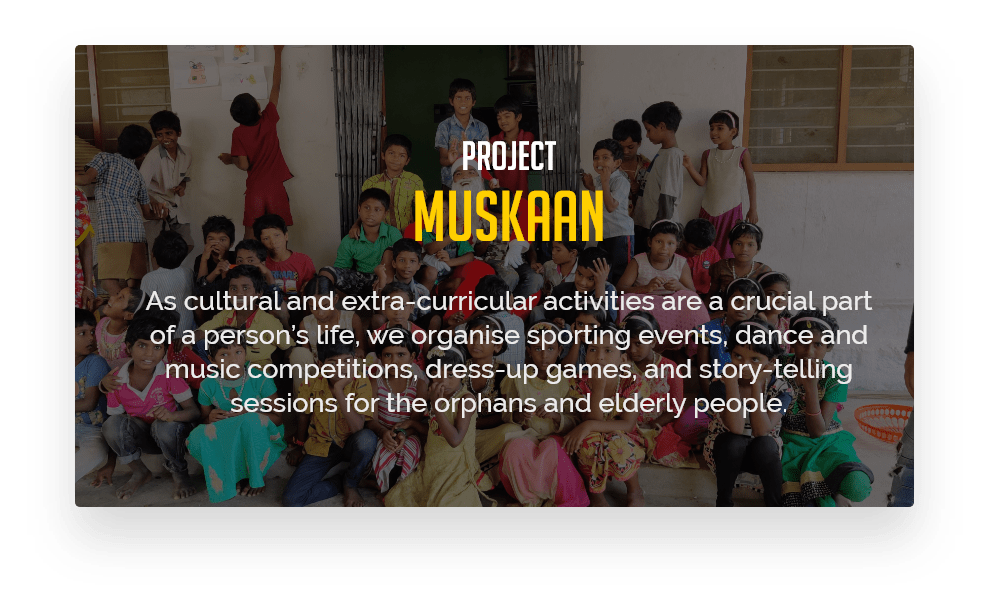 PROJECT
MUSKAAN
As cultural and extra-curricular activities are a crucial part
of a person’s life, we organise sporting events, dance and
music competitions, dress-up games, and story-telling
sessions for the orphans and elderly people.